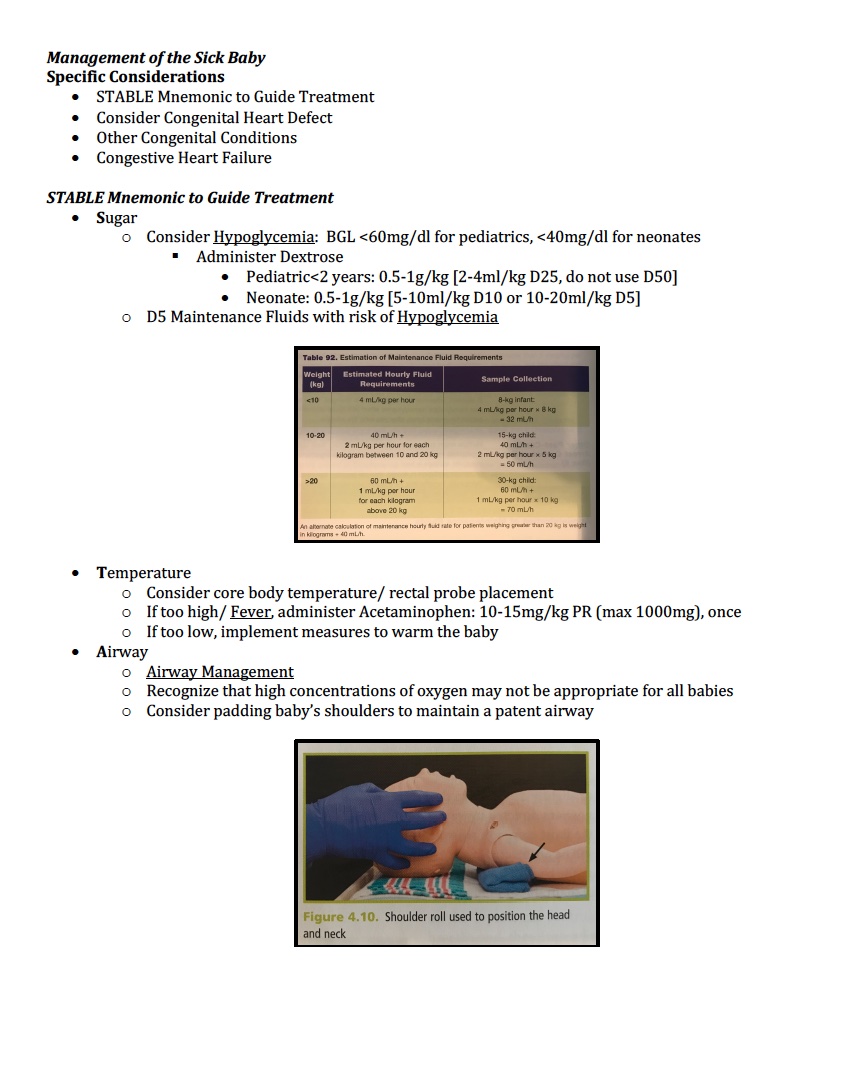 Management of the Sick Baby
Specific Considerations
• STABLE Mnemonic to Guide Treatment
• Consider Congenital Heart Defect
• Other Congenital Conditions
• Congestive Heart Failure
STABLE Mnemonic to Guide Treatment
• Sugar
o Consider Hypoglycemia: BGL <60mg/dl for pediatrics, <40mg/dl for neonates
▪ Administer Dextrose
• Pediatric<2 years: 0.5-1g/kg [2-4ml/kg D25, do not use D50]
• Neonate: 0.5-1g/kg [5-10ml/kg D10 or 10-20ml/kg D5]
o D5 Maintenance Fluids with risk of Hypoglycemia
Table 92. Estimation of Maintenance Fluid Requirements
Weight (kg) Estimated Hourly Fluid Requirements Sample Collection
<10 4 mL/kg per hour 8-kg infant:
4 mL/kg per hour × 8 kg
= 32 mL/h
10-20 40 mL/h + 15-kg child:
2 mL/kg per hour for each 40 mL/h +
kilogram between 10 and 20 kg 2 mL/kg per hour × 5 kg
= 50 mL/h
>20 60 mL/h + 30-kg child:
1 mL/kg per hour 60 mL/h +
for each kilogram 1 mL/kg per hour × 10 kg
above 20 kg = 70 mL/h
An alternate calculation of maintenance hourly fluid rate for patients weighing greater than 20 kg is weight
in kilograms + 40 mL/h.
• Temperature
o Consider core body temperature/ rectal probe placement
o If too high/ Fever, administer Acetaminophen: 10-15mg/kg PR (max 1000mg), once
o If too low, implement measures to warm the baby
• Airway
o Airway Management
o Recognize that high concentrations of oxygen may not be appropriate for all babies
o Consider padding baby's shoulders to maintain a patent airway
Figure 4.10. Shoulder roll used to position the head
and neck